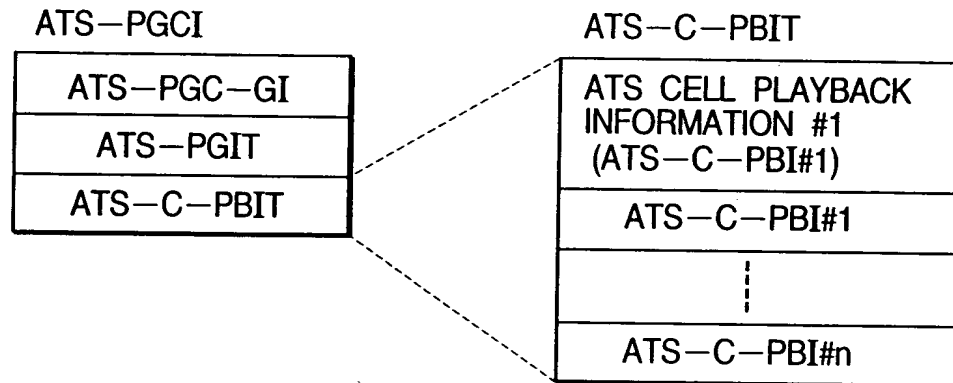 ATS-PGCI
ATS-PGC-GI
ATS-PGIT
ATS-C-PBIT
ATS-C-PBIT
ATS CELL PLAYBACK
INFORMATION #1
(ATS-C-PBI#1)
ATS-C-PBI#1
ATS-C-PBI#n